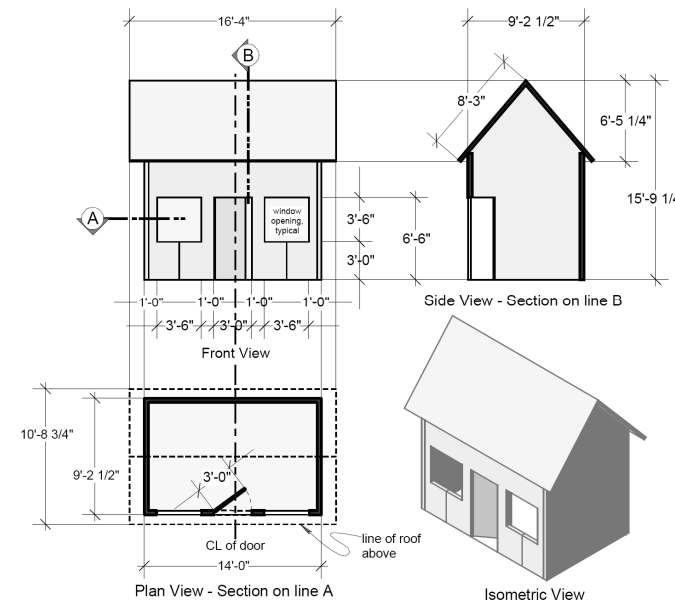 16'-4"
9'-2 1/2"
B
8'-3"
6'-5 1/4"
15'-9 1/4
A
window
opening,
typical
3'-6"
6'-6"
3'-0"
1'-0" 1'-0" 1'-0" 1'-0"
3'-6" 3'-0" 3'-6"
Front View
Side View - Section on line B
10'-8 3/4"
9'-2 1/2"
3'-0"
CL of door
line of roof
above
14'-0"
Plan View - Section on line A
Isometric View